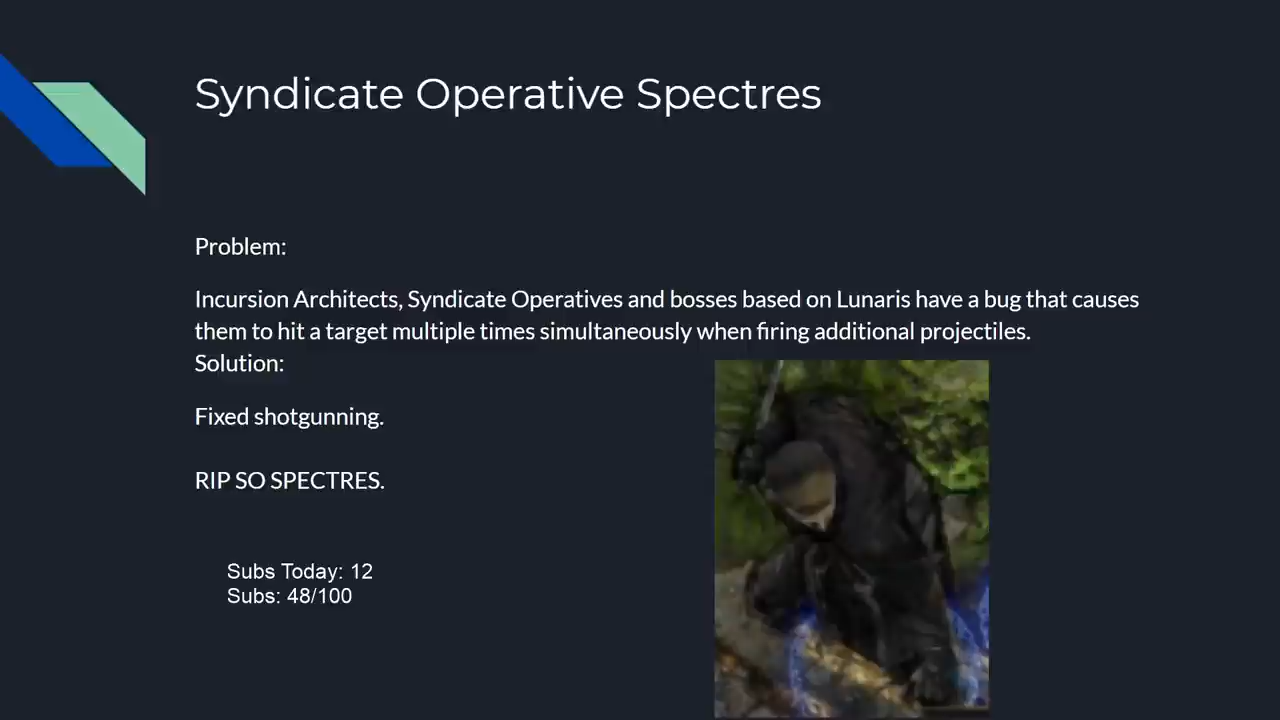 Syndicate Operative Spectres
Problem:
Incursion Architects, Syndicate Operatives and bosses based on Lunaris have a bug that causes
them to hit a target multiple times simultaneously when firing additional projectiles.
Solution:
Fixed shotgunning.
RIP SO SPECTRES.
Subs Today: 12
Subs: 48/100